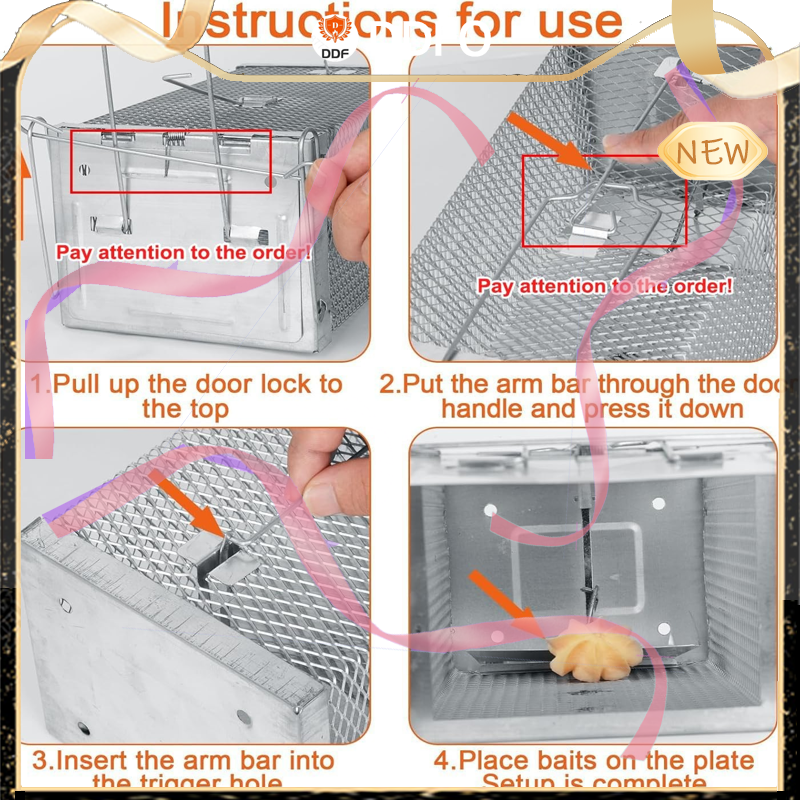 Instructions for use
DDF
NEW
Pay attention to the order!
Pay attention to the order!
1.Pull up the door lock to
the top
2.Put the arm bar through the door
handle and press it down
3.Insert the arm bar into
the trigger hole
4.Place baits on the plate
Setup is complete